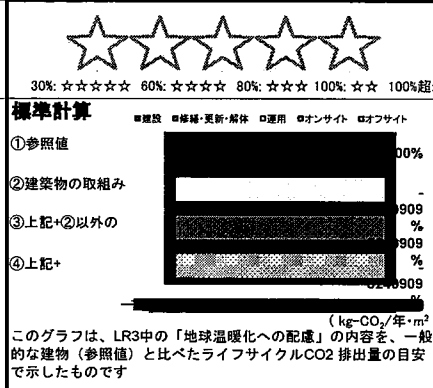 30%: ☆☆☆☆☆ 60%: ☆☆☆☆ 80%: ☆☆☆ 100%: ☆☆ 100%超:
標準計算
■建設 ■修繕・更新・解体 □運用 ■オンサイト ■オフサイト
①参照値
00%
②建築物の取組み
-
0909
③上記+②以外の
%
0909
④上記+
%
0909
(kg-CO₂/年・m²
このグラフは、LR3中の「地球温暖化への配慮」の内容を、一般
的な建物(参照値)と比べたライフサイクルCO2 排出量の目安
で示したものです